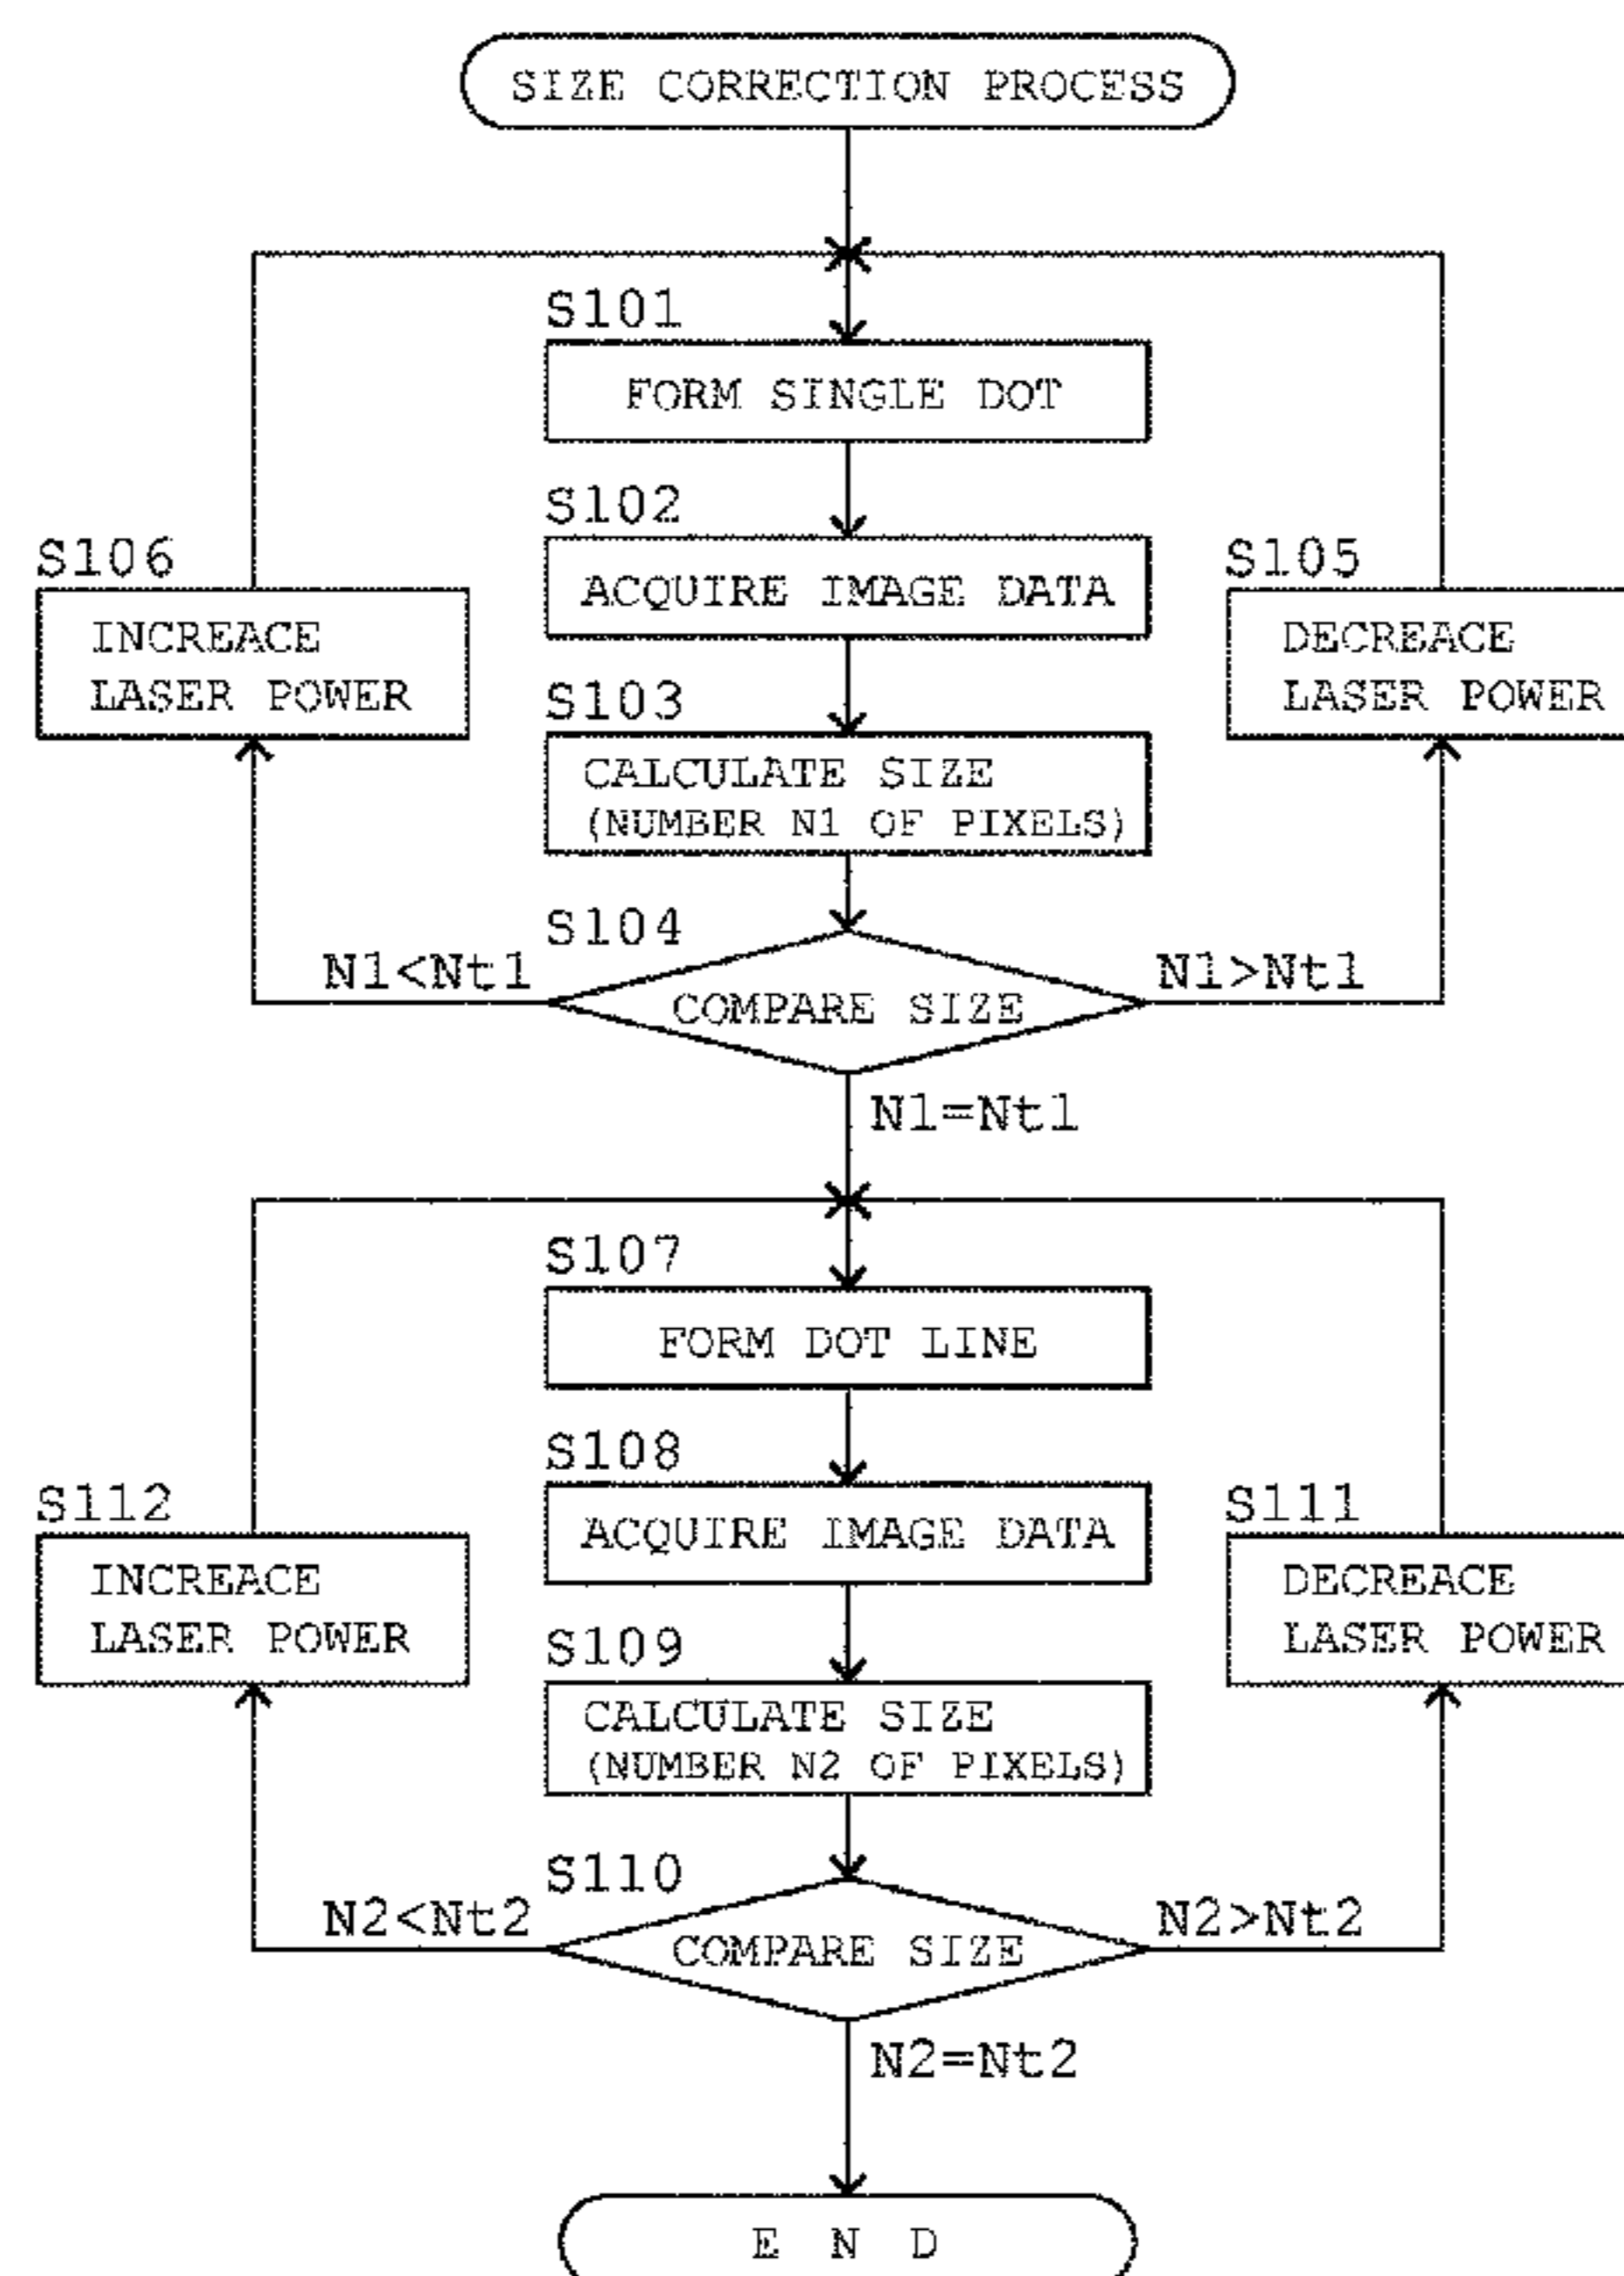 SIZE CORRECTION PROCESS
S101
FORM SINGLE DOT
S102
ACQUIRE IMAGE DATA
S106
INCREACE
LASER POWER
S105
DECREACE
LASER POWER
S103
CALCULATE SIZE
(NUMBER N1 OF PIXELS)
S104
N1<Nt1
COMPARE SIZE
N1>Nt1
N1=Nt1
S107
FORM DOT LINE
S108
ACQUIRE IMAGE DATA
S112
INCREACE
LASER POWER
S111
DECREACE
LASER POWER
S109
CALCULATE SIZE
(NUMBER N2 OF PIXELS)
S110
N2<Nt2
COMPARE SIZE
N2>Nt2
N2=Nt2
E N D